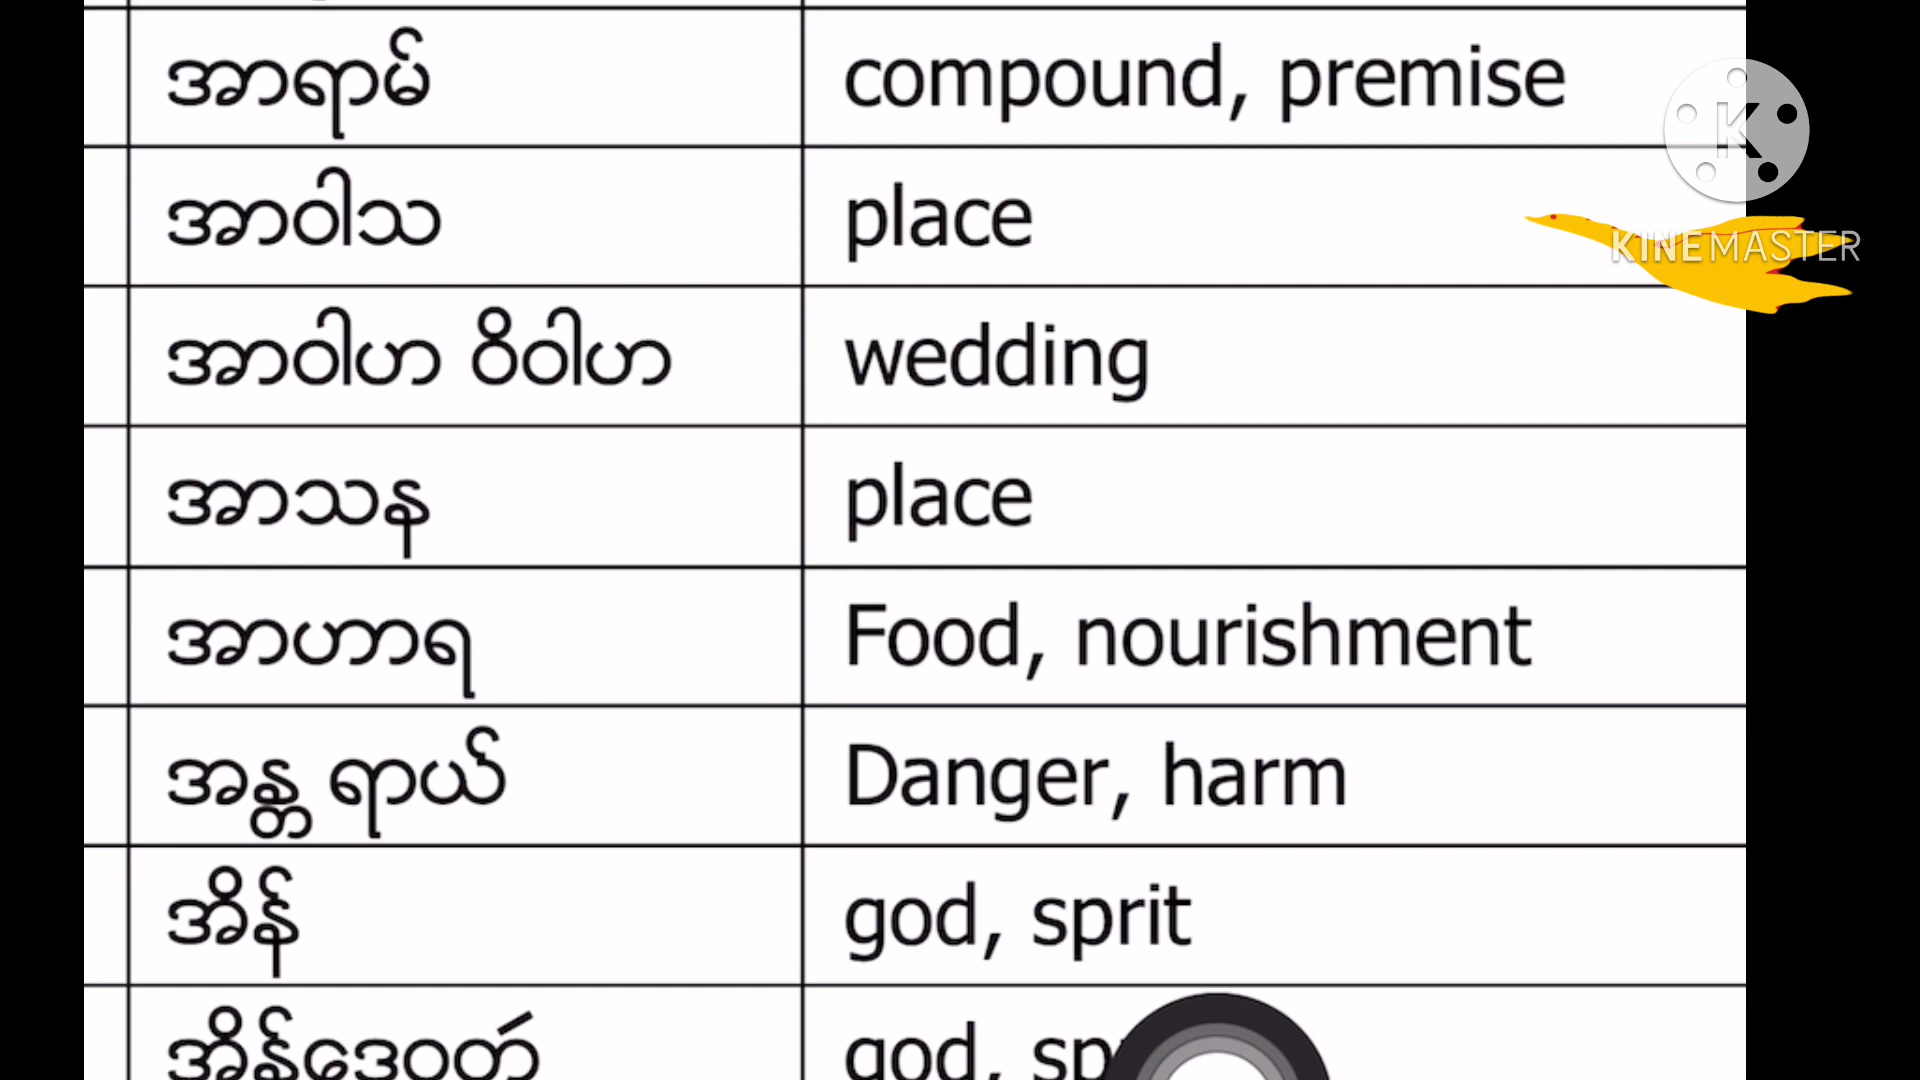 အာရာမ် compound, premise
အာဝါသ place
အာဝါဟ ဝိဝါဟ wedding
အာသန place
အာဟာရ Food, nourishment
အန္တ ရာယ် Danger, harm
အိန် god, sprit
god,
K
KINEMASTER